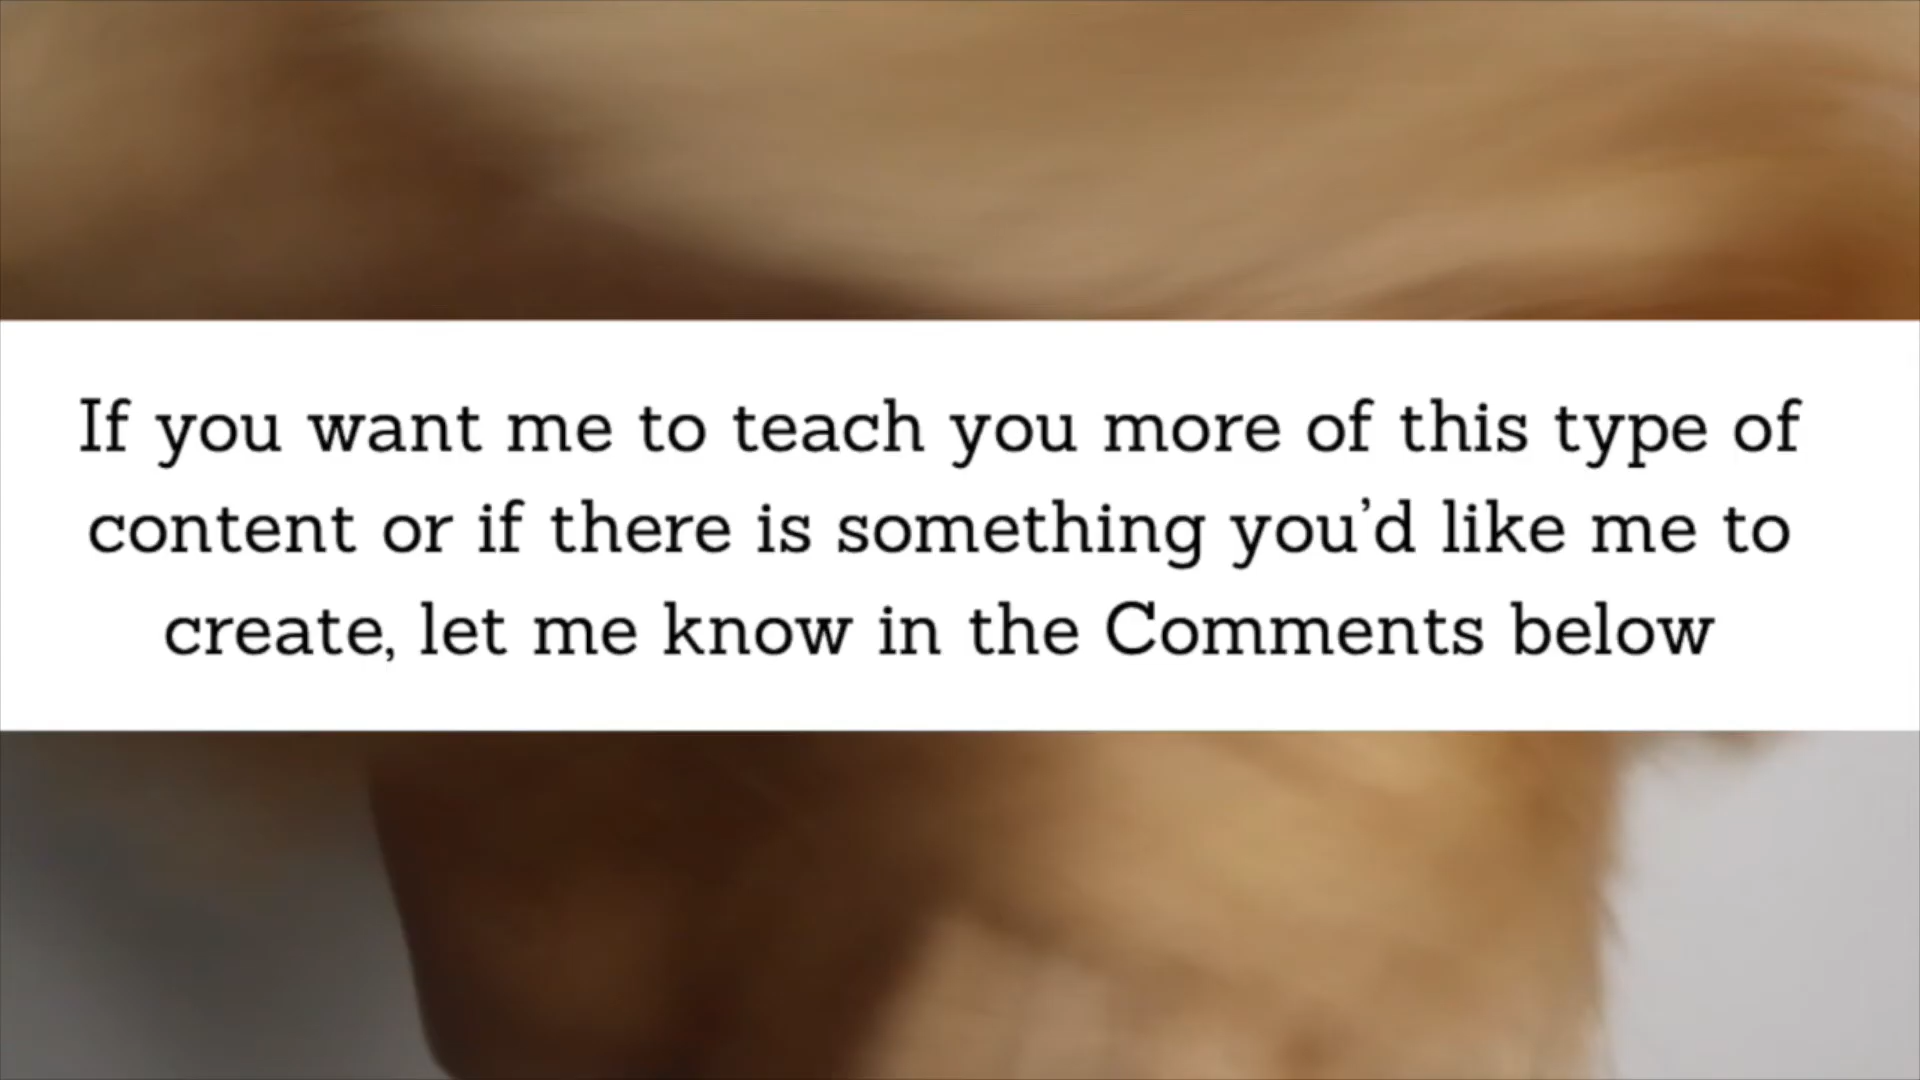 If you want me to teach you more of this type of
content or if there is something you'd like me to
create, let me know in the Comments below